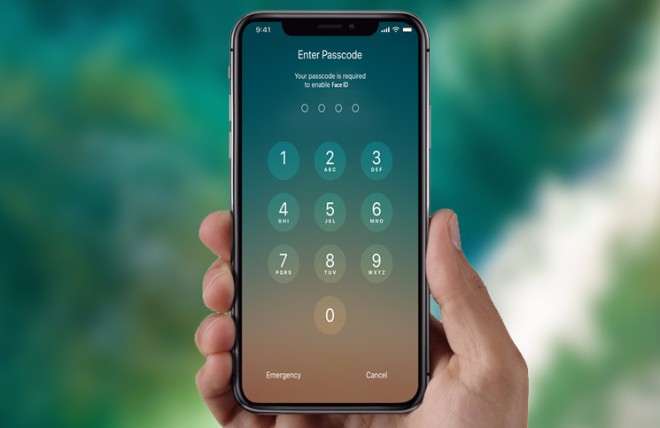 9:41
Enter Passcode
Your passcode is required
to enable Face ID
1 2 3
ABC DEF
4 5 6
GHI JKL MNO
7 8 9
PQRS TUV WXYZ
0
Emergency Cancel